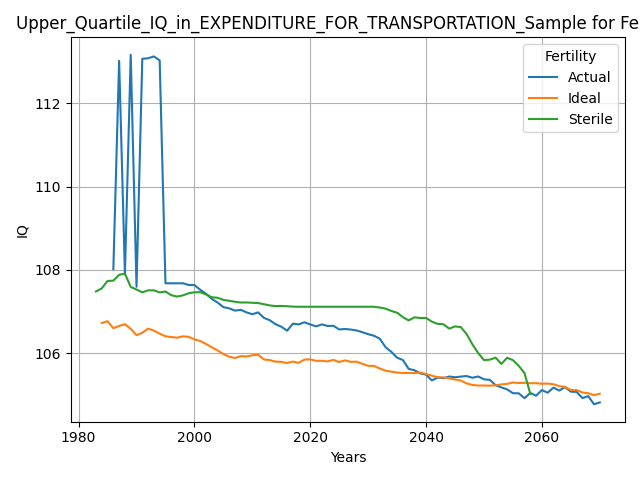 Upper_Quartile_IQ_in_EXPENDITURE_FOR_TRANSPORTATION_Sample for Fe
Fertility
Actual
Ideal
Sterile
112
110
108
106
IQ
1980
2000
2020
2040
2060
Years